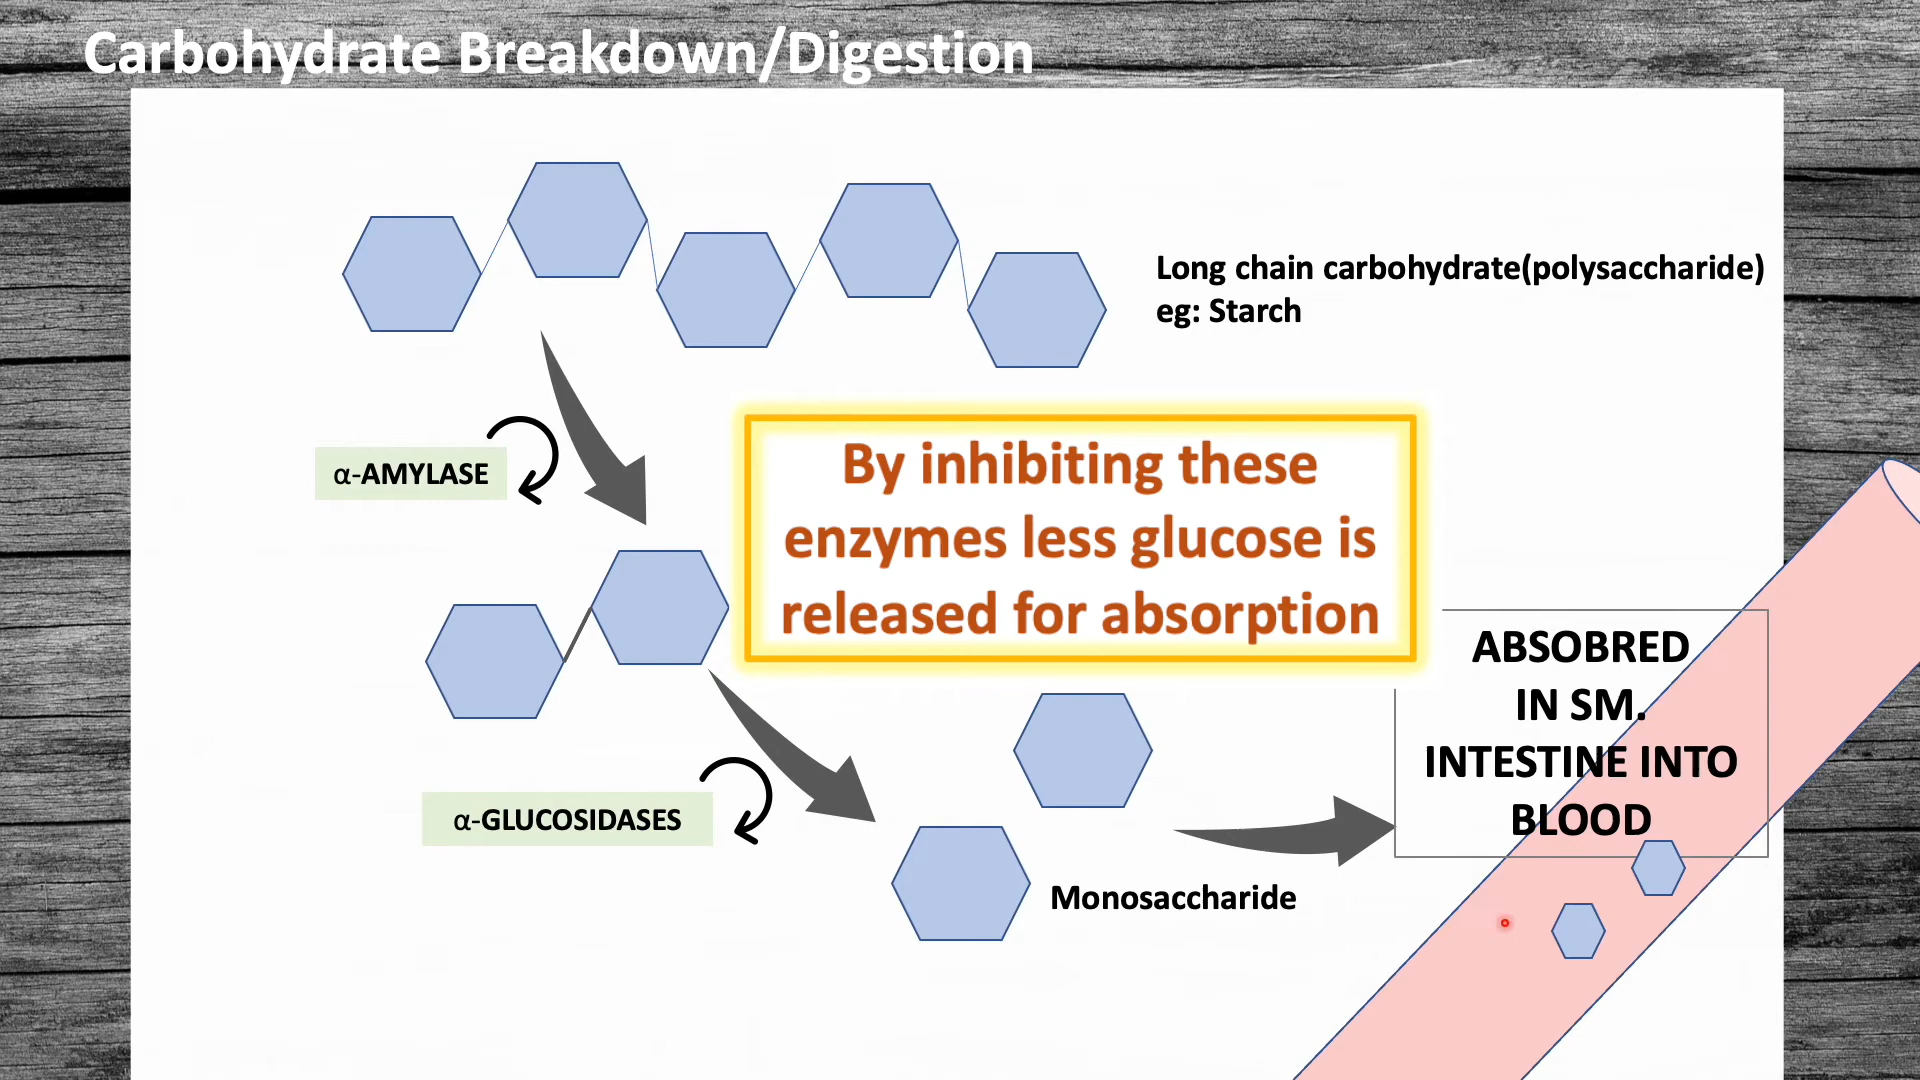 Carbohydrate Breakdown/Digestion
Long chain carbohydrate(polysaccharide)
eg: Starch
α-AMYLASE
By inhibiting these
enzymes less glucose is
released for absorption
ABSOBRED
IN SM.
INTESTINE INTO
BLOOD
α-GLUCOSIDASES
Monosaccharide